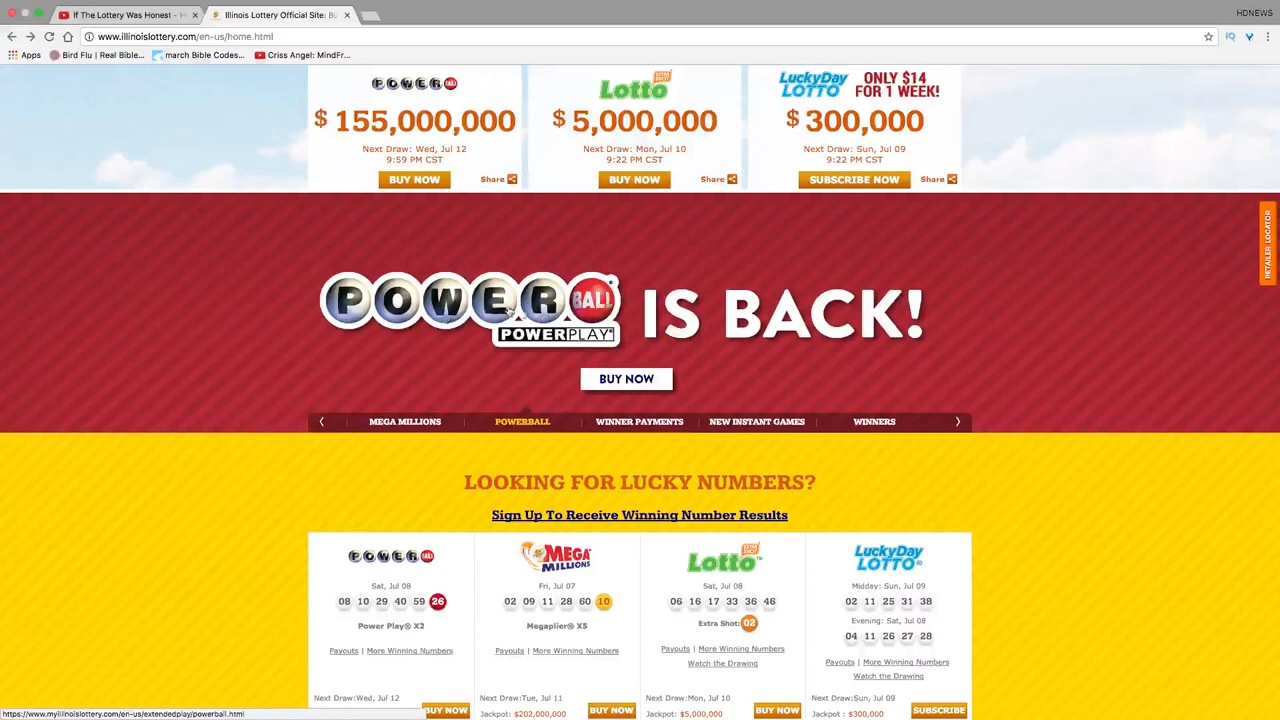 If The Lottery Was Honest - H
Illinois Lottery Official Site: Bu
HDNEWS
www.illinoislottery.com/en-us/home.html
Apps
Bird Flu | Real Bible...
march Bible Codes...
Criss Angel: MindFr...
POWERBALL
$ 155,000,000
Next Draw: Wed, Jul 12
9:59 PM CST
BUY NOW
Share
Lotto EXTRA SHOT
$ 5,000,000
Next Draw: Mon, Jul 10
9:22 PM CST
BUY NOW
Share
LuckyDay LOTTO
ONLY $14
FOR 1 WEEK!
$ 300,000
Next Draw: Sun, Jul 09
9:22 PM CST
SUBSCRIBE NOW
Share
RETAILER LOCATOR
POWERBALL IS BACK!
POWERPLAY®
BUY NOW
MEGA MILLIONS POWERBALL WINNER PAYMENTS NEW INSTANT GAMES WINNERS
LOOKING FOR LUCKY NUMBERS?
Sign Up To Receive Winning Number Results
POWERBALL
Sat, Jul 08
08 10 29 40 59 26
Power Play® X2
Payouts | More Winning Numbers
Next Draw:Wed, Jul 12
BUY NOW
MEGA MILLIONS
Fri, Jul 07
02 09 11 28 60 10
Megaplier® X5
Payouts | More Winning Numbers
Next Draw:Tue, Jul 11
Jackpot: $202,000,000
BUY NOW
Lotto™ EXTRA SHOT
Sat, Jul 08
06 16 17 33 36 46
Extra Shot: 02
Payouts | More Winning Numbers
Watch the Drawing
Next Draw:Mon, Jul 10
Jackpot: $5,000,000
BUY NOW
LuckyDay LOTTO®
Midday: Sun, Jul 09
02 11 25 31 38
Evening: Sat, Jul 08
04 11 26 27 28
Payouts | More Winning Numbers
Watch the Drawing
Next Draw:Sun, Jul 09
Jackpot : $300,000
SUBSCRIBE
https://www.myillinoislottery.com/en-us/extendedplay/powerball.html